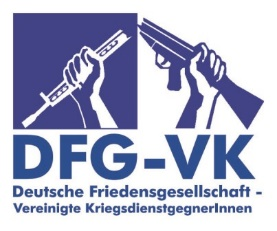 DFG-VK
Deutsche Friedensgesellschaft -
Vereinigte KriegsdienstgegnerInnen